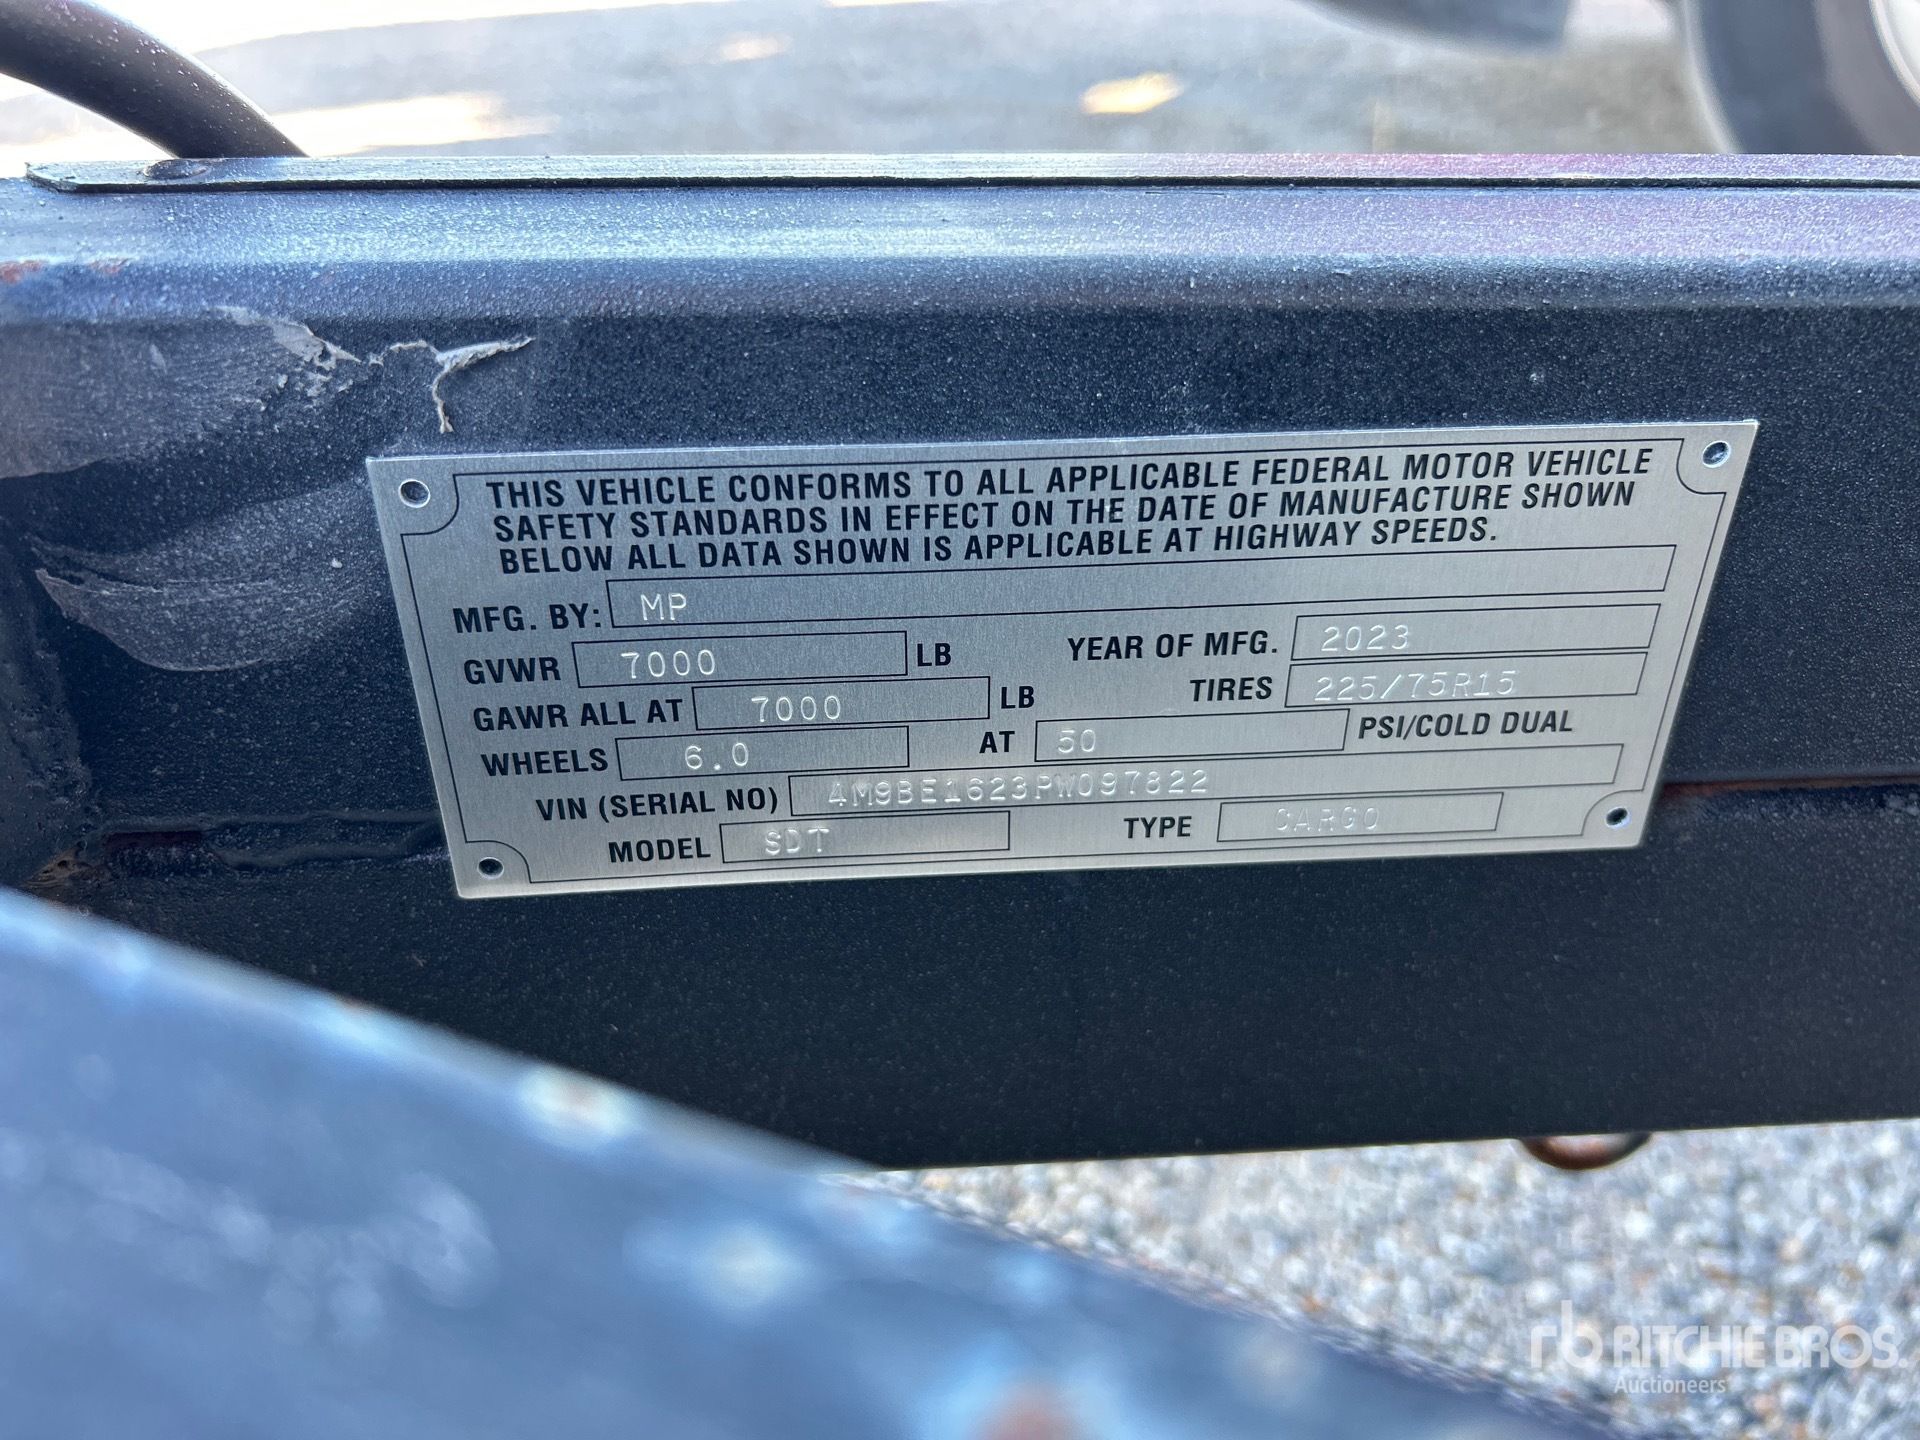 THIS VEHICLE CONFORMS TO ALL APPLICABLE FEDERAL MOTOR VEHICLE
SAFETY STANDARDS IN EFFECT ON THE DATE OF MANUFACTURE SHOWN
BELOW ALL DATA SHOWN IS APPLICABLE AT HIGHWAY SPEEDS.
MFG. BY: MP
GVWR 7000 LB YEAR OF MFG. 2023
GAWR ALL AT 7000 LB TIRES 225/75R15
WHEELS 6.0 AT 50 PSI/COLD DUAL
VIN (SERIAL NO) 4M9BE1623PW097822
MODEL SDT TYPE CARGO
rb RITCHIE BROS.
Auctioneers